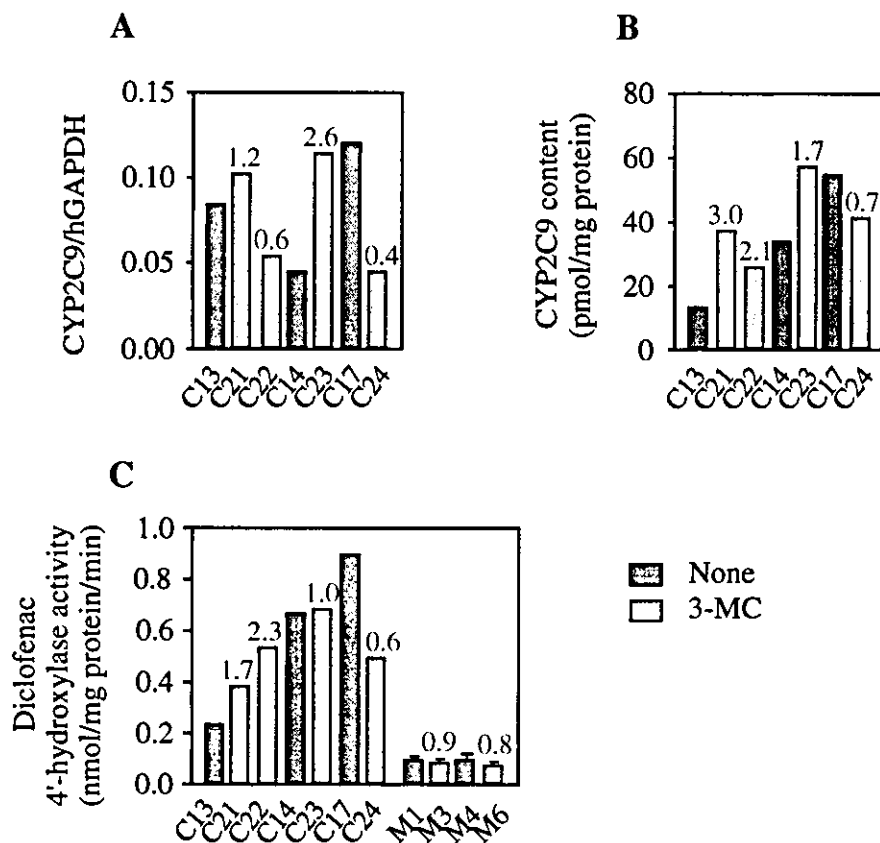 A
CYP2C9/hGAPDH
0.15
0.10
0.05
0.00
1.2
0.6
2.6
0.4
C13
C21
C22
C14
C23
C17
C24
B
CYP2C9 content
(pmol/mg protein)
80
60
40
20
0
3.0
2.1
1.7
0.7
C13
C21
C22
C14
C23
C17
C24
C
Diclofenac
4'-hydroxylase activity
(nmol/mg protein/min)
1.0
0.8
0.6
0.4
0.2
0.0
1.7
2.3
1.0
0.6
0.9
0.8
C13
C21
C22
C14
C23
C17
C24
M1
M3
M4
M6
None
3-MC